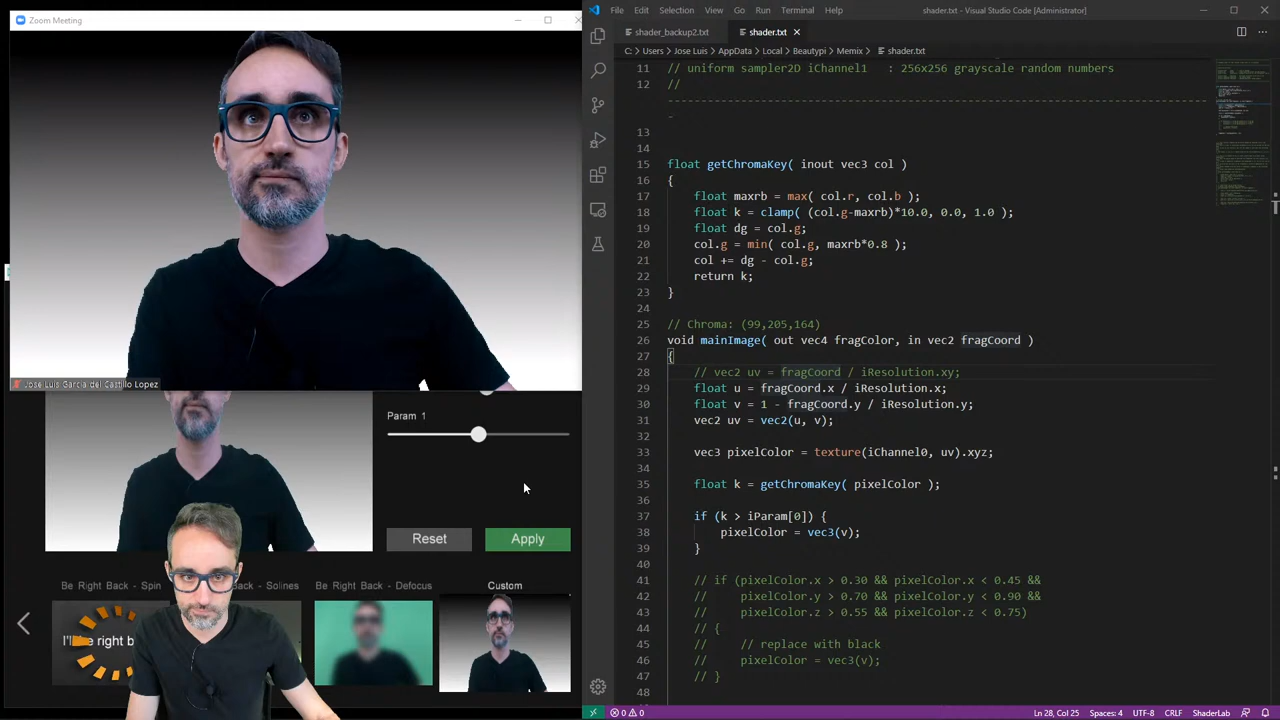 Zoom Meeting
Jose Luis García del Castillo Lopez
Param 1
Reset
Apply
Be Right Back - Spin
Back - Solines
Be Right Back - Defocus
Custom
I'll be right b
File Edit Selection View Go Run Terminal Help
shader.txt - Visual Studio Code [Administrator]
shader_backup2.txt
shader.txt
C: > Users > Jose Luis > AppData > Local > Beautypi > Memix > shader.txt
11 // uniform sampler2D iChannel1 : 256x256 grayscale random numbers
12 //
13
14
15 float getChromaKey( inout vec3 col )
16 {
17 float maxrb = max( col.r, col.b );
18 float k = clamp( (col.g-maxrb)*10.0, 0.0, 1.0 );
19 float dg = col.g;
20 col.g = min( col.g, maxrb*0.8 );
21 col += dg - col.g;
22 return k;
23 }
24
25 // Chroma: (99,205,164)
26 void mainImage( out vec4 fragColor, in vec2 fragCoord )
27 {
28 // vec2 uv = fragCoord / iResolution.xy;
29 float u = fragCoord.x / iResolution.x;
30 float v = 1 - fragCoord.y / iResolution.y;
31 vec2 uv = vec2(u, v);
32
33 vec3 pixelColor = texture(iChannel0, uv).xyz;
34
35 float k = getChromaKey( pixelColor );
36
37 if (k > iParam[0]) {
38 pixelColor = vec3(v);
39 }
40
41 // if (pixelColor.x > 0.30 && pixelColor.x < 0.45 &&
42 // pixelColor.y > 0.70 && pixelColor.y < 0.90 &&
43 // pixelColor.z > 0.55 && pixelColor.z < 0.75)
44 // {
45 // // replace with black
46 // pixelColor = vec3(v);
47 // }
48
0 0
Ln 28, Col 25 Spaces: 4 UTF-8 CRLF ShaderLab